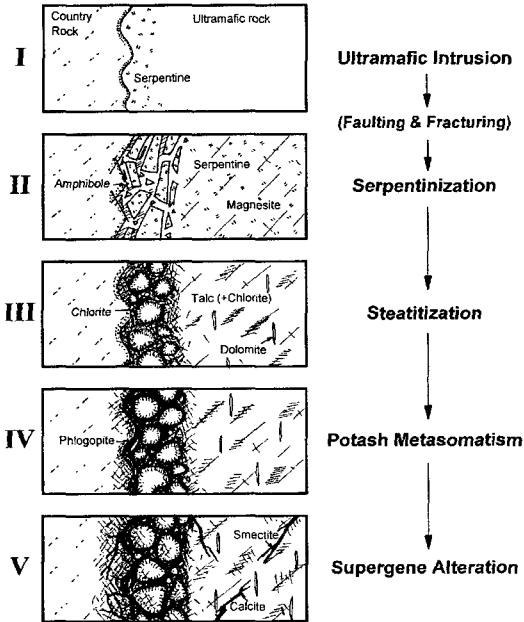 I
Country
Rock
Ultramafic rock
Serpentine
Ultramafic Intrusion
(Faulting & Fracturing)
II
Amphibole
Serpentine
Magnesite
Serpentinization
III
Chlorite
Talc (+Chlorite)
Dolomite
Steatitization
IV
Phlogopite
Potash Metasomatism
V
Smectite
Calcite
Supergene Alteration